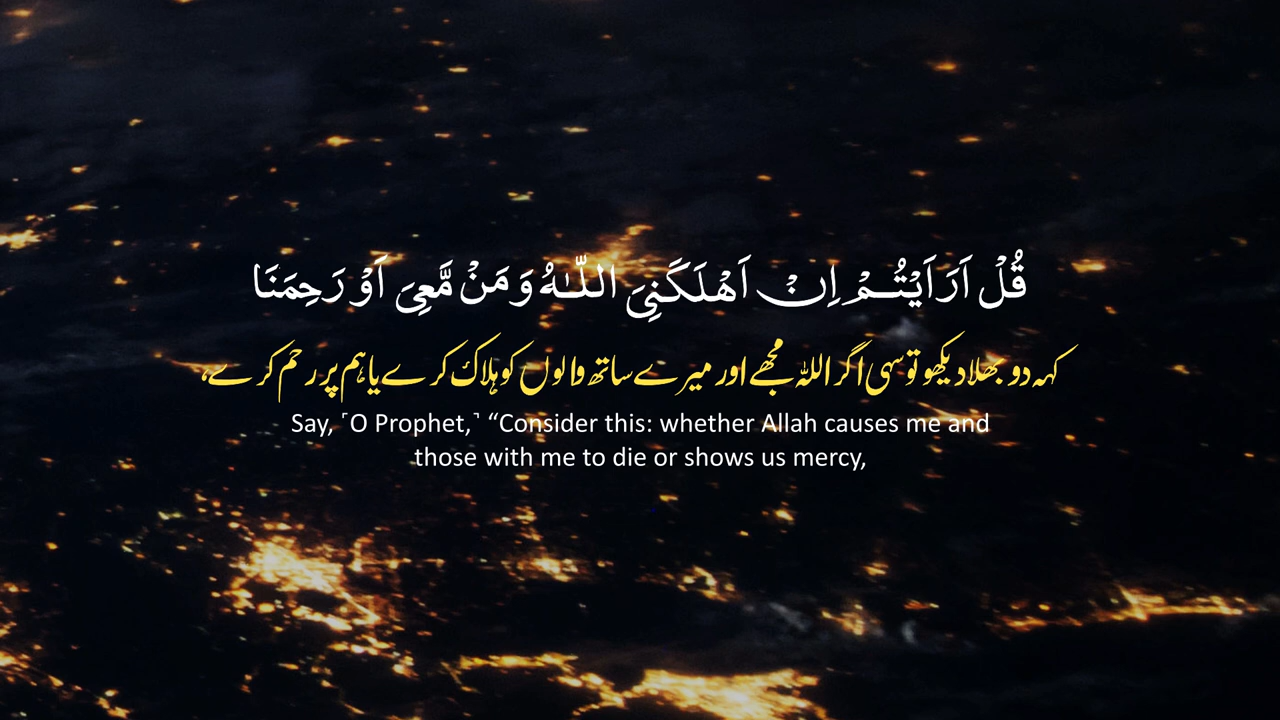 قُلْ اَرَاَيْتُـمْ اِنْ اَهْلَكَنِىَ اللّـٰهُ وَمَنْ مَّعِىَ اَوْ رَحِمَنَا
کہہ دو بھلا دیکھو تو سہی اگر اللہ مجھے اور میرے ساتھ والوں کو ہلاک کرے یا ہم پر رحم کرے،
Say, ˹O Prophet,˺ “Consider this: whether Allah causes me and
those with me to die or shows us mercy,